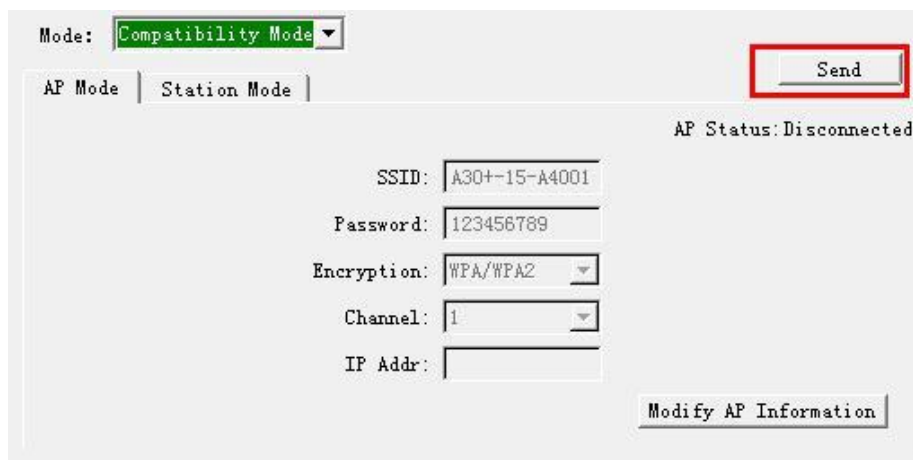 Mode: Compatibility Mode
Send
AP Mode Station Mode
AP Status:Disconnected
SSID: A30+-15-A4001
Password: 123456789
Encryption: WPA/WPA2
Channel: 1
IP Addr:
Modify AP Information